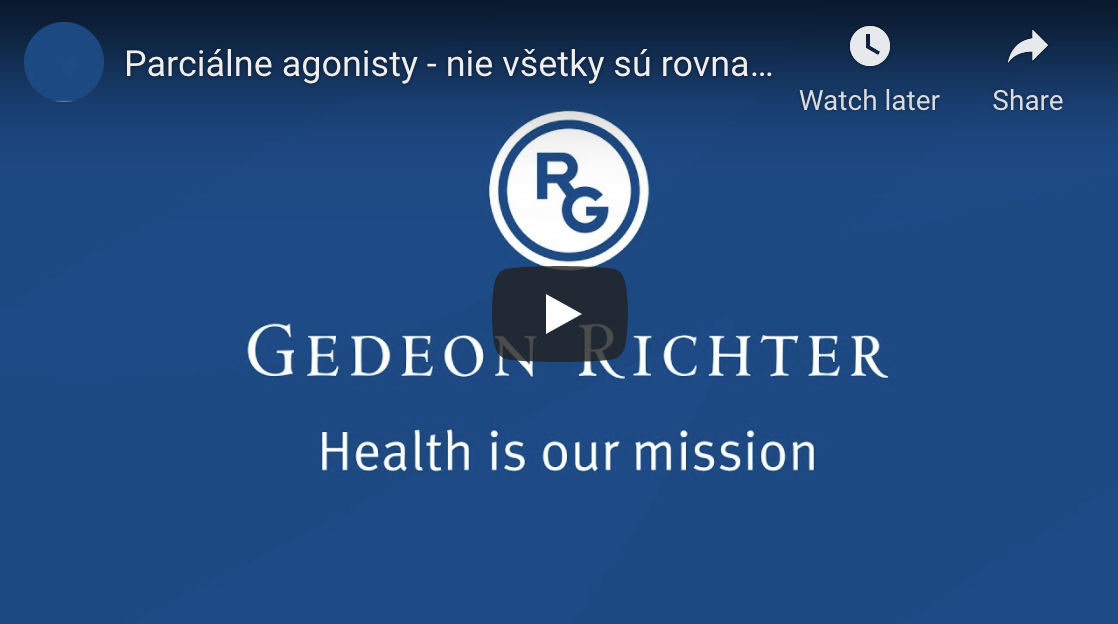 Parciálne agonisty - nie všetky sú rovna...
Watch later
Share
RG
GEDEON RICHTER
Health is our mission